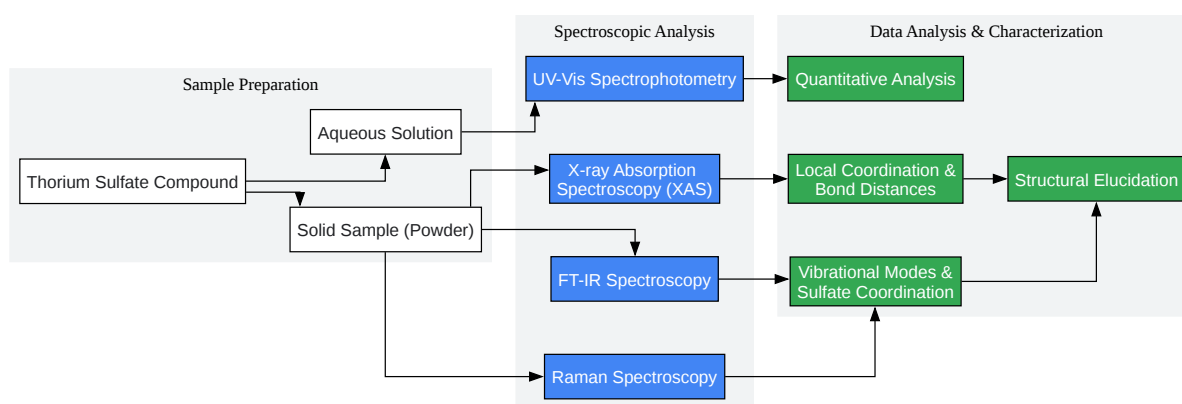 Sample Preparation
Thorium Sulfate Compound
Aqueous Solution
Solid Sample (Powder)
Spectroscopic Analysis
UV-Vis Spectrophotometry
X-ray Absorption
Spectroscopy (XAS)
FT-IR Spectroscopy
Raman Spectroscopy
Data Analysis & Characterization
Quantitative Analysis
Local Coordination &
Bond Distances
Structural Elucidation
Vibrational Modes &
Sulfate Coordination